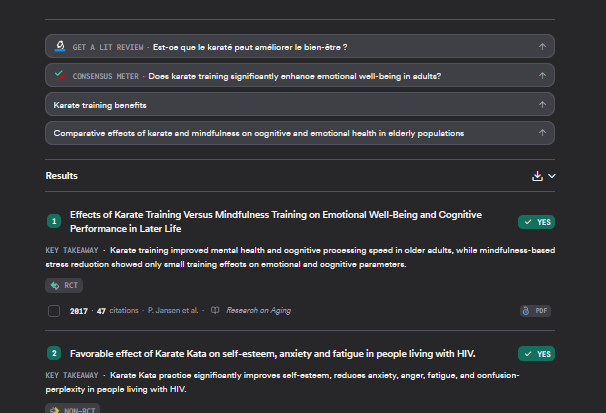 GET A LIT REVIEW · Est-ce que le karaté peut améliorer le bien-être ?
CONSENSUS METER · Does karate training significantly enhance emotional well-being in adults?
Karate training benefits
Comparative effects of karate and mindfulness on cognitive and emotional health in elderly populations
Results
1 Effects of Karate Training Versus Mindfulness Training on Emotional Well-Being and Cognitive
Performance in Later Life
YES
KEY TAKEAWAY · Karate training improved mental health and cognitive processing speed in older adults, while mindfulness-based
stress reduction showed only small training effects on emotional and cognitive parameters.
RCT
2017 · 47 citations · P. Jansen et al. · Research on Aging
PDF
2 Favorable effect of Karate Kata on self-esteem, anxiety and fatigue in people living with HIV.
YES
KEY TAKEAWAY · Karate Kata practice significantly improves self-esteem, reduces anxiety, anger, fatigue, and confusion-
perplexity in people living with HIV.
NON-RCT